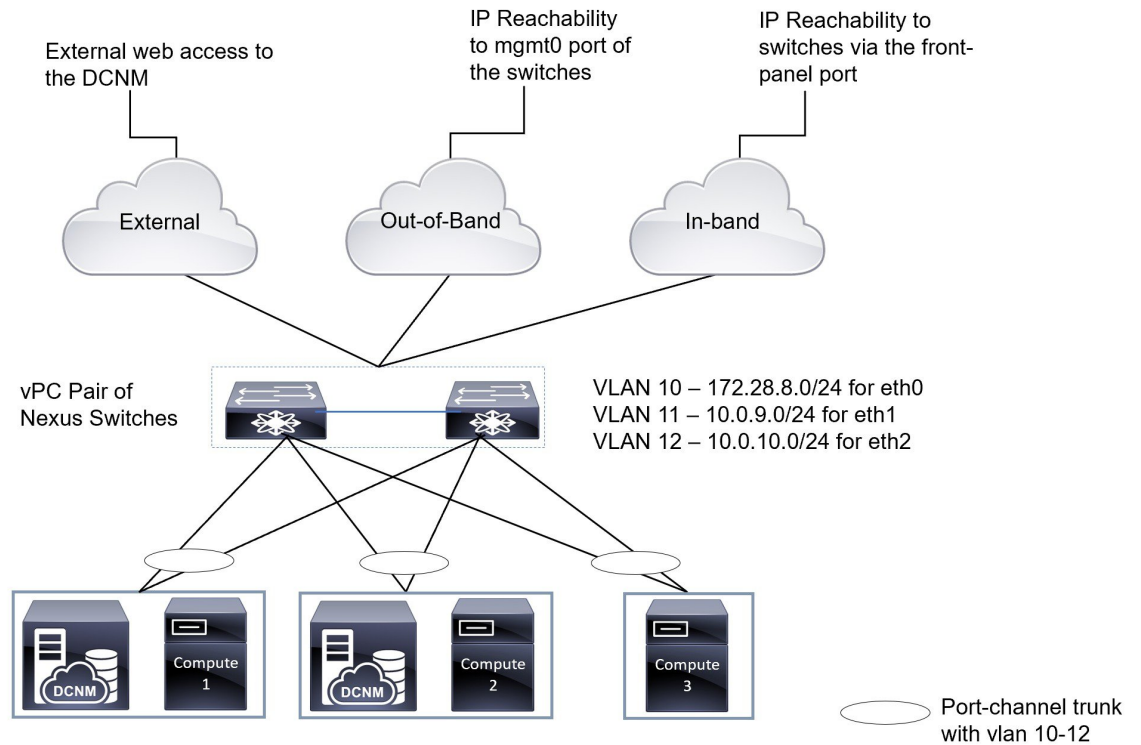 External web access to
the DCNM
IP Reachability
to mgmt0 port of
the switches
IP Reachability to
switches via the front-
panel port
External
Out-of-Band
In-band
vPC Pair of
Nexus Switches
VLAN 10 – 172.28.8.0/24 for eth0
VLAN 11 – 10.0.9.0/24 for eth1
VLAN 12 – 10.0.10.0/24 for eth2
DCNM
Compute
1
DCNM
Compute
2
Compute
3
Port-channel trunk
with vlan 10-12